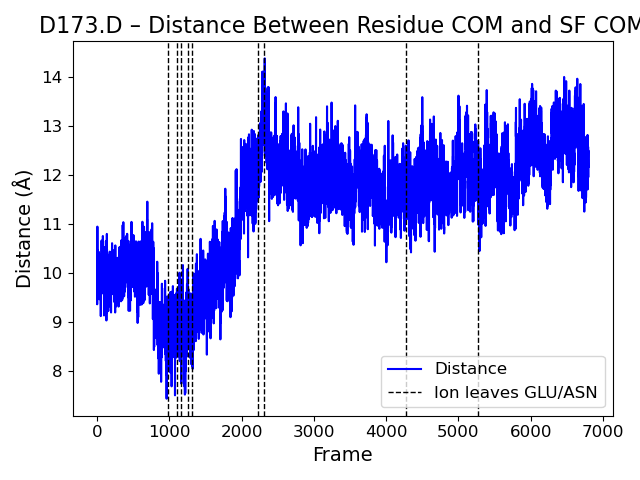 D173.D – Distance Between Residue COM and SF COM
14
13
12
11
10
9
8
Distance (Å)
Distance
Ion leaves GLU/ASN
0 1000 2000 3000 4000 5000 6000 7000
Frame